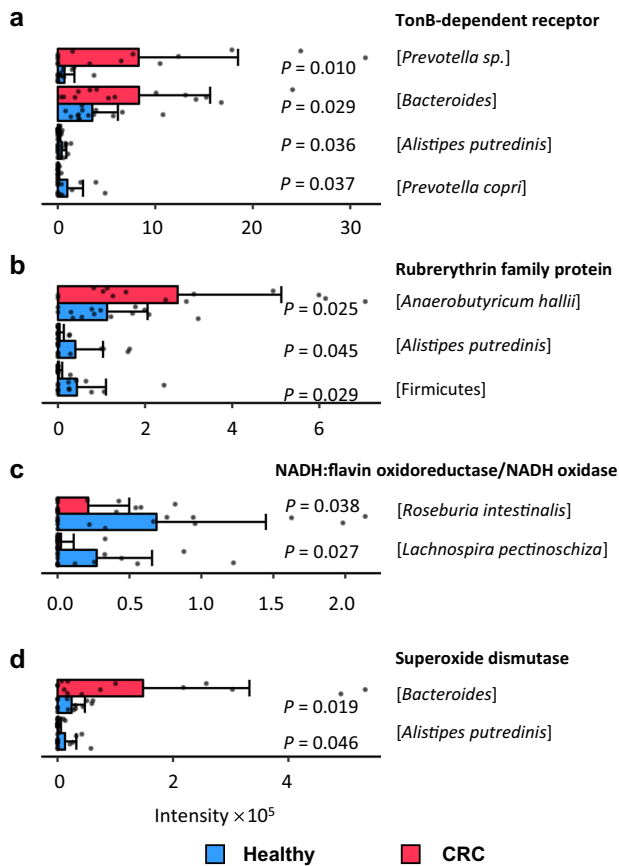 a
TonB-dependent receptor
P = 0.010 [Prevotella sp.]
P = 0.029 [Bacteroides]
P = 0.036 [Alistipes putredinis]
P = 0.037 [Prevotella copri]
0 10 20 30
b
Rubrerythrin family protein
P = 0.025 [Anaerobutyricum hallii]
P = 0.045 [Alistipes putredinis]
P = 0.029 [Firmicutes]
0 2 4 6
c
NADH:flavin oxidoreductase/NADH oxidase
P = 0.038 [Roseburia intestinalis]
P = 0.027 [Lachnospira pectinoschiza]
0.0 0.5 1.0 1.5 2.0
d
Superoxide dismutase
P = 0.019 [Bacteroides]
P = 0.046 [Alistipes putredinis]
0 2 4
Intensity ×10⁵
Healthy CRC